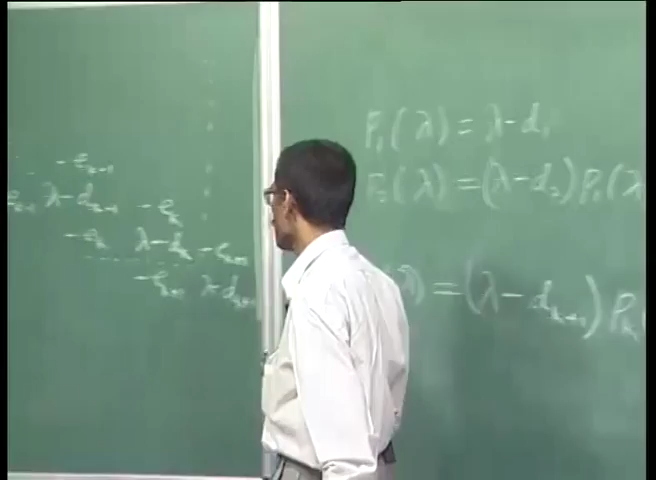 -e_{k-1}
λ-d_{k-1} -e_k
-e_k λ-d_k -e_{k+1}
-e_{k+1} λ-d_{k+1}
P_1(λ) = λ-d_1
(λ) = (λ-d_2)P_1(λ
(λ) = (λ-d_{k+1})P_k(